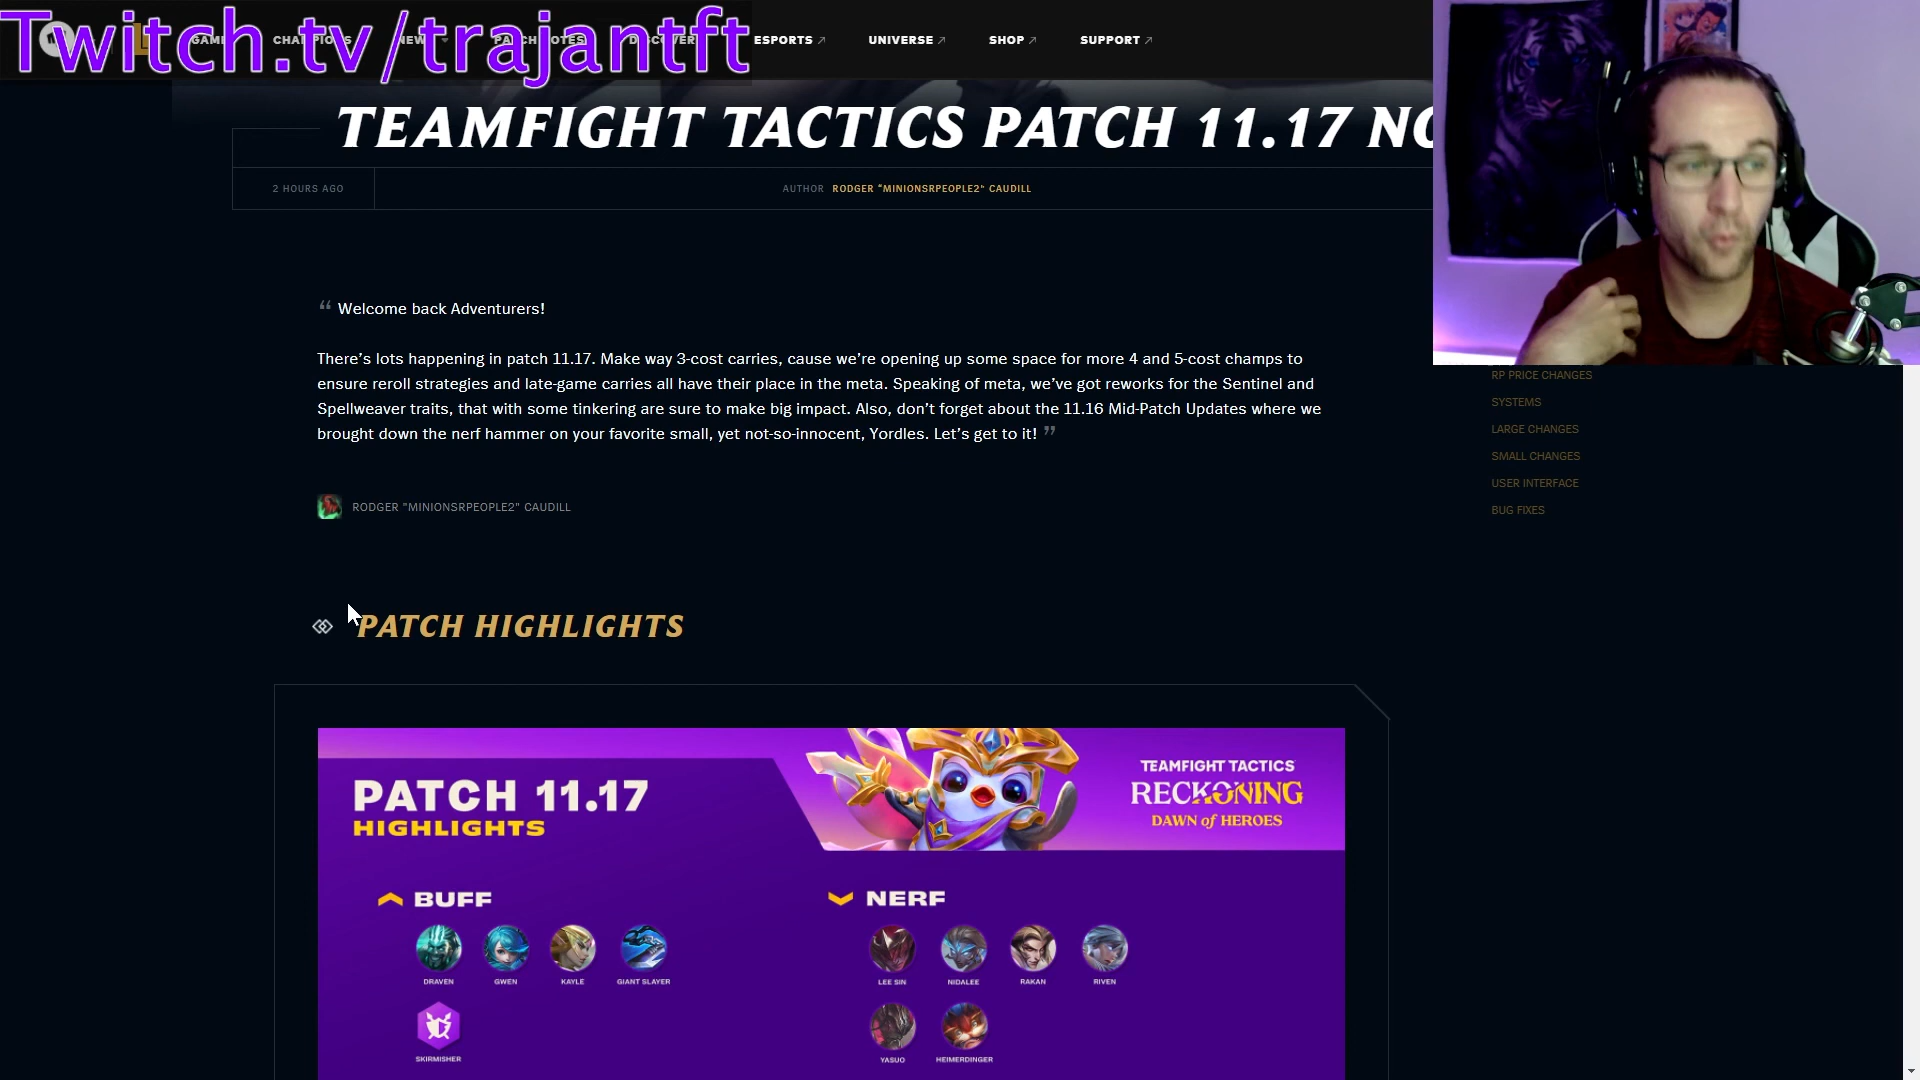 Twitch.tv/trajantft
ESPORTS
UNIVERSE
SHOP
SUPPORT
TEAMFIGHT TACTICS PATCH 11.17
2 HOURS AGO
AUTHOR RODGER "MINIONSRPEOPLE2" CAUDILL
“ Welcome back Adventurers!
There’s lots happening in patch 11.17. Make way 3-cost carries, cause we’re opening up some space for more 4 and 5-cost champs to
ensure reroll strategies and late-game carries all have their place in the meta. Speaking of meta, we’ve got reworks for the Sentinel and
Spellweaver traits, that with some tinkering are sure to make big impact. Also, don’t forget about the 11.16 Mid-Patch Updates where we
brought down the nerf hammer on your favorite small, yet not-so-innocent, Yordles. Let’s get to it! ”
RODGER "MINIONSRPEOPLE2" CAUDILL
RP PRICE CHANGES
SYSTEMS
LARGE CHANGES
SMALL CHANGES
USER INTERFACE
BUG FIXES
PATCH HIGHLIGHTS
PATCH 11.17
HIGHLIGHTS
TEAMFIGHT TACTICS
RECKONING
DAWN of HEROES
BUFF
DRAVEN
GWEN
KAYLE
GIANT SLAYER
SKIRMISHER
NERF
LEE SIN
NIDALEE
RAKAN
RIVEN
YASUO
HEIMERDINGER